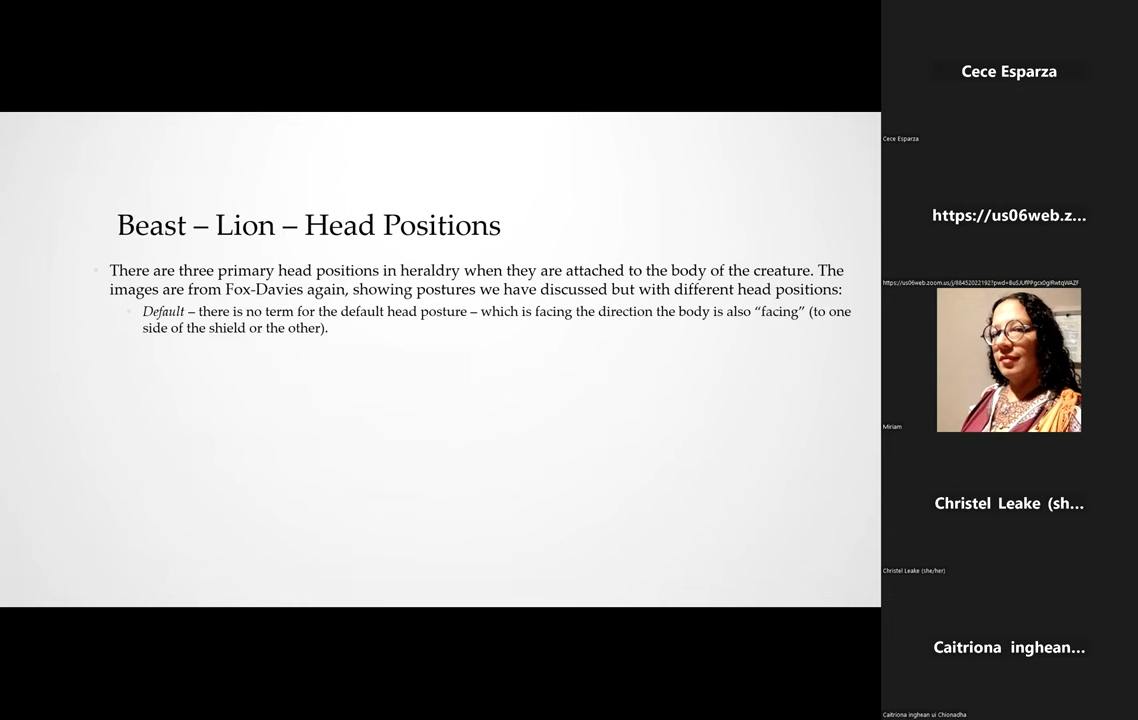 Beast – Lion – Head Positions
There are three primary head positions in heraldry when they are attached to the body of the creature. The
images are from Fox-Davies again, showing postures we have discussed but with different head positions:
Default – there is no term for the default head posture – which is facing the direction the body is also “facing” (to one
side of the shield or the other).
Cece Esparza
Cece Esparza
https://us06web.z...
Miriam
Christel Leake (sh...
Christel Leake (she/her)
Caitriona inghean...
Caitriona inghean ui Chionadha